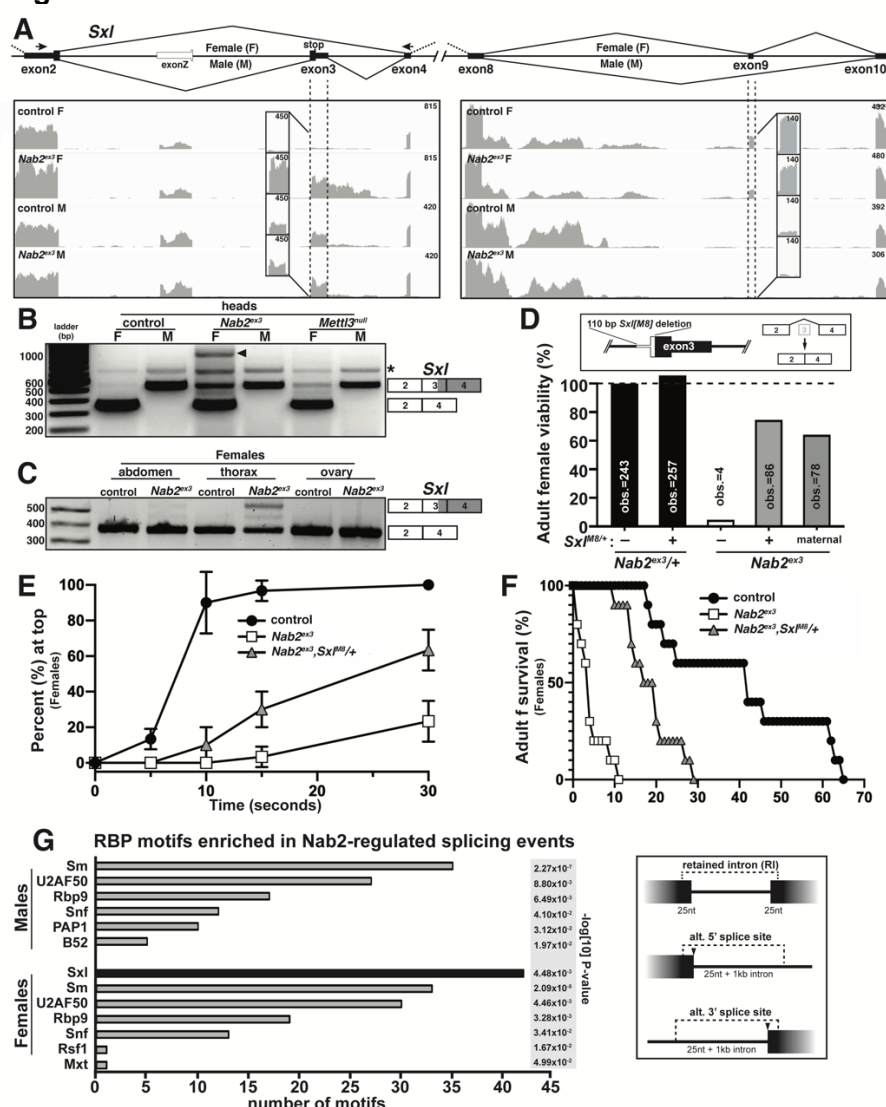 A
Sxl
stop
Female (F)
Female (F)
exonZ
Male (M)
Male (M)
exon2
exon3
exon4
exon8
exon9
exon10
control F
450
815
control F
140
Nab2ex3 F
450
815
Nab2ex3 F
140
480
control M
450
420
control M
140
392
Nab2ex3 M
450
420
Nab2ex3 M
140
306
B
heads
ladder
(bp)
control
Nab2ex3
Mettl3null
F M F M F M
1000
600
500
400
300
200
*
Sxl
2 3 4
2 4
C
Females
abdomen
thorax
ovary
control Nab2ex3 control Nab2ex3 control Nab2ex3
500
400
300
Sxl
2 3 4
2 4
D
110 bp Sxl[M8] deletion
exon3
2 3 4
2 4
Adult female viability (%)
100
80
60
40
20
0
obs.=243
obs.=257
obs.=4
obs.=86
obs.=78
SxlM8/+ : − + − + maternal
Nab2ex3/+
Nab2ex3
E
Percent (%) at top
(Females)
100
80
60
40
20
0
control
Nab2ex3
Nab2ex3,SxlM8/+
0 10 20 30
Time (seconds)
F
Adult f survival (%)
(Females)
100
50
0
control
Nab2ex3
Nab2ex3,SxlM8/+
0 10 20 30 40 50 60 70
G
RBP motifs enriched in Nab2-regulated splicing events
Males
Sm 2.27x10-7
U2AF50 8.80x10-3
Rbp9 6.49x10-3
Snf 4.10x10-2
PAP1 3.12x10-2
B52 1.97x10-2
Females
Sxl 4.48x10-3
Sm
U2AF50 4.46x10-3
Rbp9 3.28x10-3
Snf 3.41x10-2
Rsf1 1.67x10-2
Mxt 4.99x10-2
-log[10] P-value
0 5 10 15 20 25 30 35 40 45
number of motifs
retained intron (RI)
25nt 25nt
alt. 5' splice site
25nt + 1kb intron
alt. 3' splice site
25nt + 1kb intron